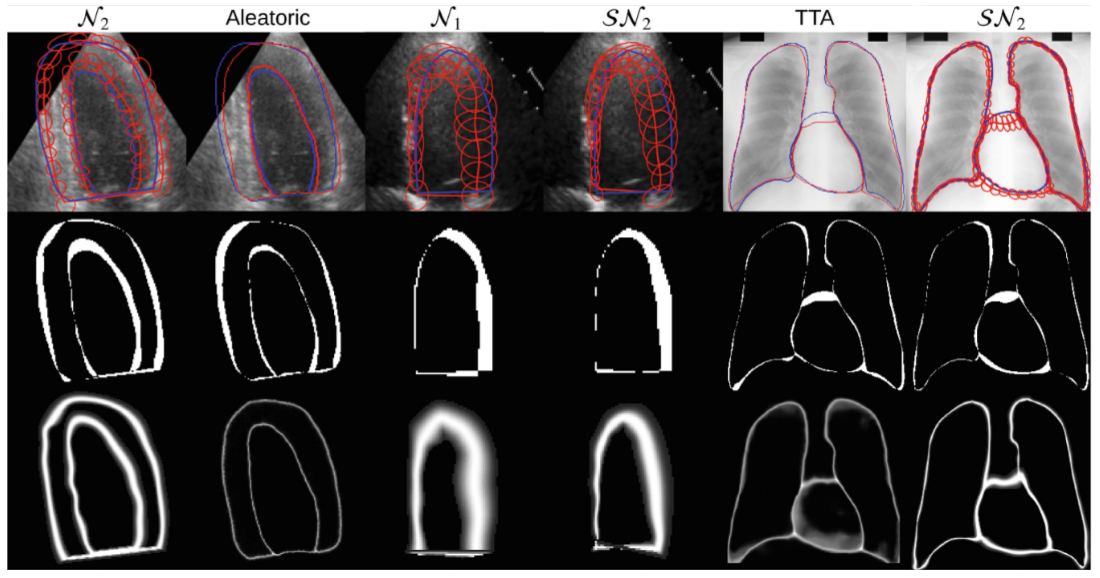 𝒩₂ Aleatoric 𝒩₁ 𝒮𝒩₂ TTA 𝒮𝒩₂